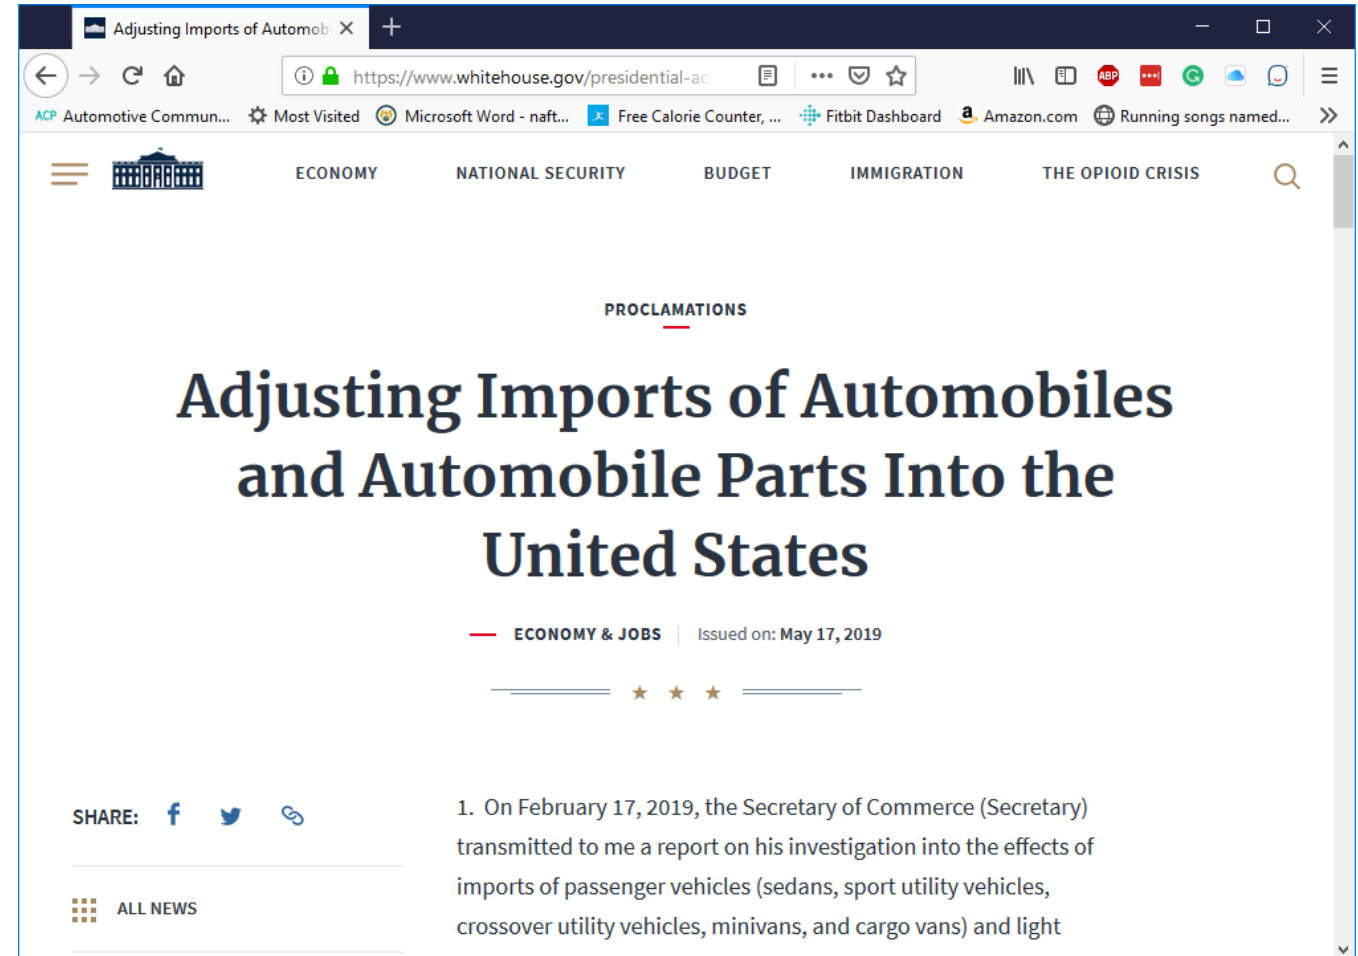 Adjusting Imports of Automobi
https://www.whitehouse.gov/presidential-ac
ACP Automotive Commun... Most Visited Microsoft Word - naft... Free Calorie Counter, ... Fitbit Dashboard a Amazon.com Running songs named...
ABP
G
ECONOMY NATIONAL SECURITY BUDGET IMMIGRATION THE OPIOID CRISIS
PROCLAMATIONS
Adjusting Imports of Automobiles
and Automobile Parts Into the
United States
ECONOMY & JOBS Issued on: May 17, 2019
SHARE:
ALL NEWS
1. On February 17, 2019, the Secretary of Commerce (Secretary)
transmitted to me a report on his investigation into the effects of
imports of passenger vehicles (sedans, sport utility vehicles,
crossover utility vehicles, minivans, and cargo vans) and light